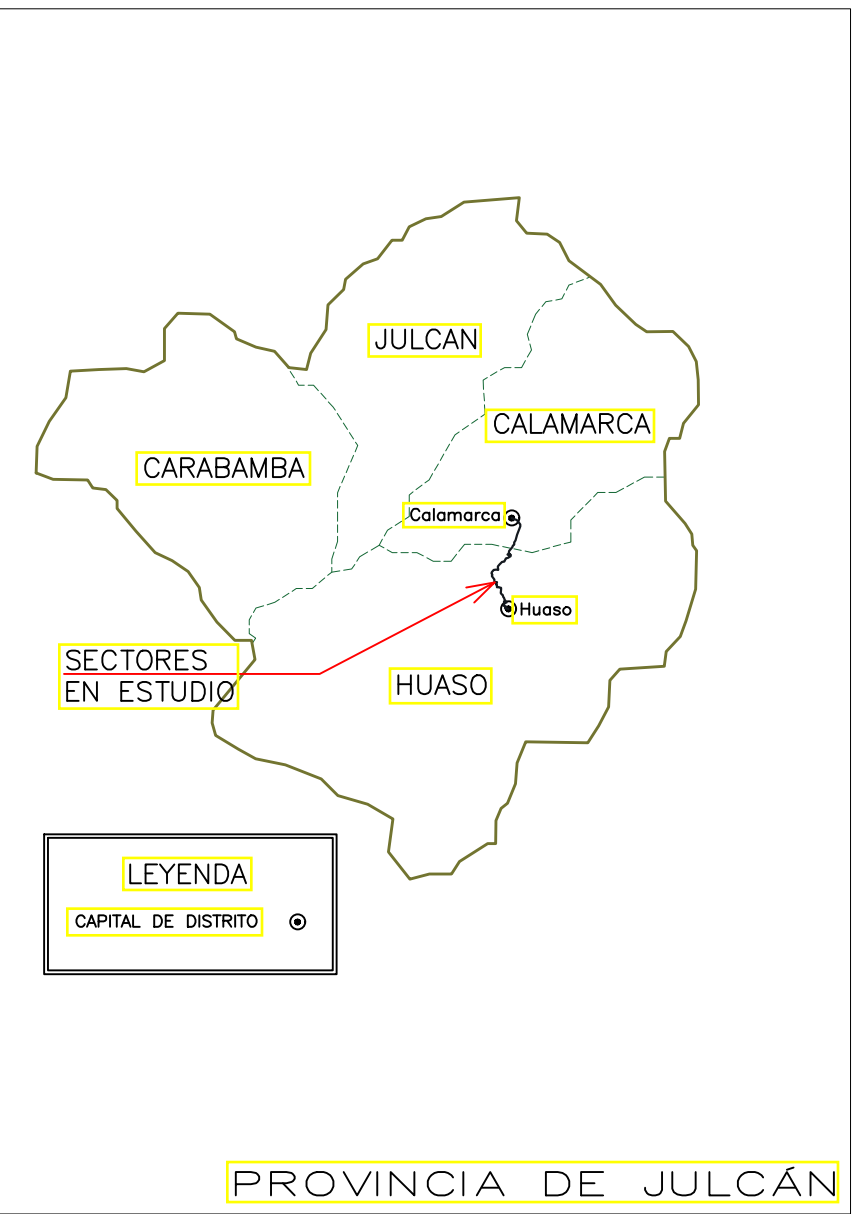 JULCAN
CALAMARCA
CARABAMBA
Calamarca
Huaso
SECTORES
EN ESTUDIO
HUASO
LEYENDA
CAPITAL DE DISTRITO
PROVINCIA DE JULCÁN